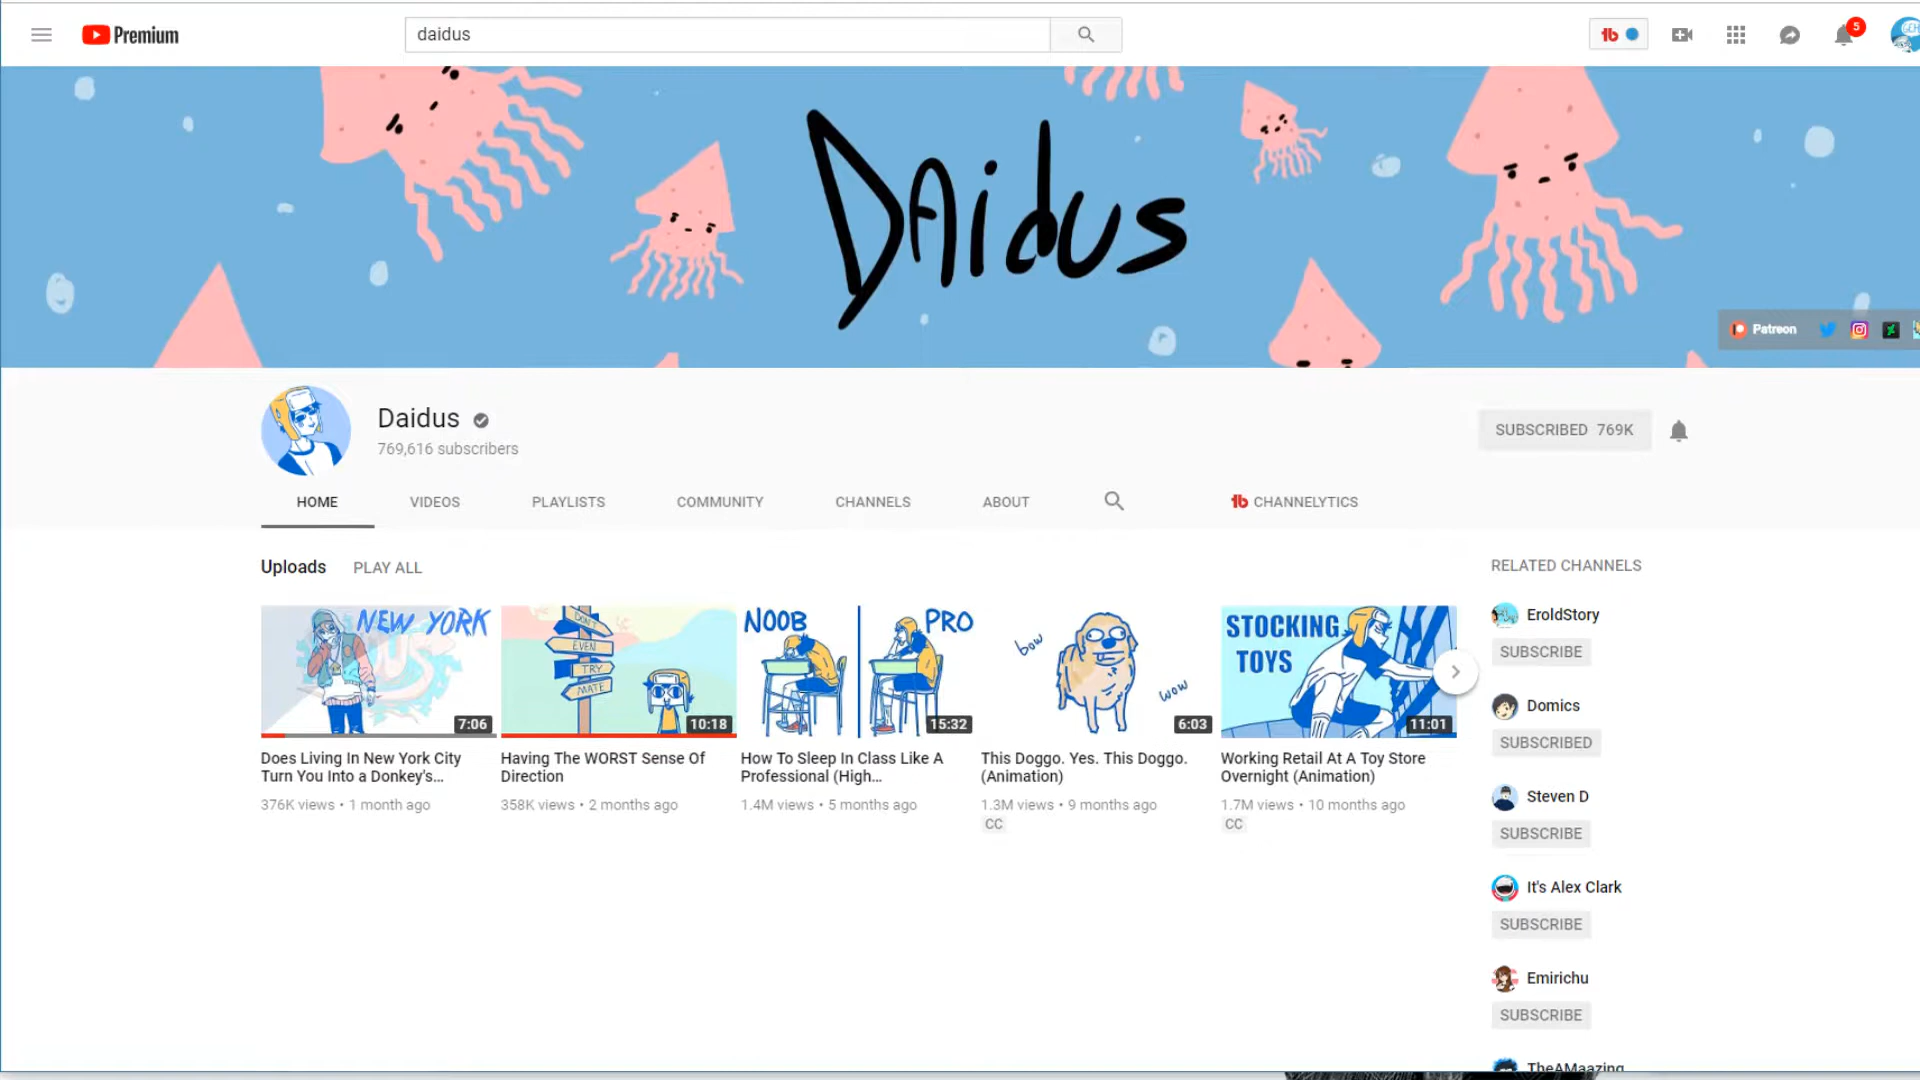 Premium
daidus
5
DAidus
Patreon
Daidus
769,616 subscribers
SUBSCRIBED 769K
HOME
VIDEOS
PLAYLISTS
COMMUNITY
CHANNELS
ABOUT
CHANNELYTICS
Uploads
PLAY ALL
NEW YORK
7:06
Does Living In New York City
Turn You Into a Donkey's...
376K views • 1 month ago
DON'T
EVEN
TRY
MATE
10:18
Having The WORST Sense Of
Direction
358K views • 2 months ago
NOOB
PRO
15:32
How To Sleep In Class Like A
Professional (High...
1.4M views • 5 months ago
bow
wow
6:03
This Doggo. Yes. This Doggo.
(Animation)
1.3M views • 9 months ago
CC
STOCKING
TOYS
11:01
Working Retail At A Toy Store
Overnight (Animation)
1.7M views • 10 months ago
CC
RELATED CHANNELS
EroldStory
SUBSCRIBE
Domics
SUBSCRIBED
Steven D
SUBSCRIBE
It's Alex Clark
SUBSCRIBE
Emirichu
SUBSCRIBE
TheAMaazing